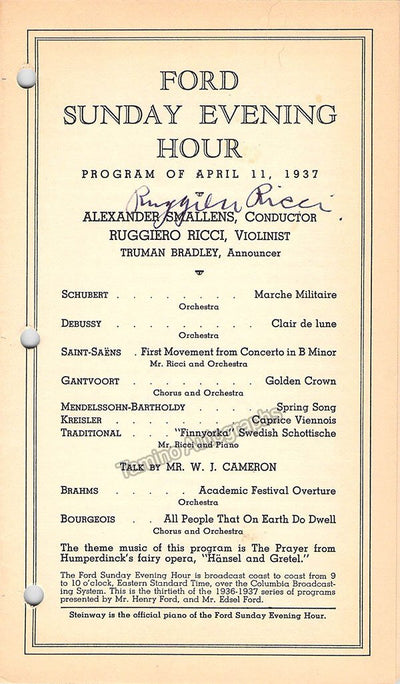 FORD
SUNDAY EVENING
HOUR
PROGRAM OF APRIL 11, 1937
Ruggiero Ricci
ALEXANDER SMALLENS, CONDUCTOR
RUGGIERO RICCI, VIOLINIST
TRUMAN BRADLEY, Announcer
SCHUBERT . . . . . . . . Marche Militaire
Orchestra
DEBUSSY . . . . . . . . . Clair de lune
Orchestra
SAINT-SAËNS . First Movement from Concerto in B Minor
Mr. Ricci and Orchestra
GANTVOORT . . . . . . . . Golden Crown
Chorus and Orchestra
MENDELSSOHN-BARTHOLDY . . . . . Spring Song
KREISLER . . . . . . . . Caprice Viennois
TRADITIONAL . . . "Finnyorka" Swedish Schottische
Mr. Ricci and Piano
Tamino Autographs
TALK BY MR. W. J. CAMERON
BRAHMS . . . . . Academic Festival Overture
Orchestra
BOURGEOIS . . . All People That On Earth Do Dwell
Chorus and Orchestra
The theme music of this program is The Prayer from
Humperdinck's fairy opera, "Hänsel and Gretel."
The Ford Sunday Evening Hour is broadcast coast to coast from 9
to 10 o'clock, Eastern Standard Time, over the Columbia Broadcast-
ing System. This is the thirtieth of the 1936-1937 series of programs
presented by Mr. Henry Ford, and Mr. Edsel Ford.
Steinway is the official piano of the Ford Sunday Evening Hour.